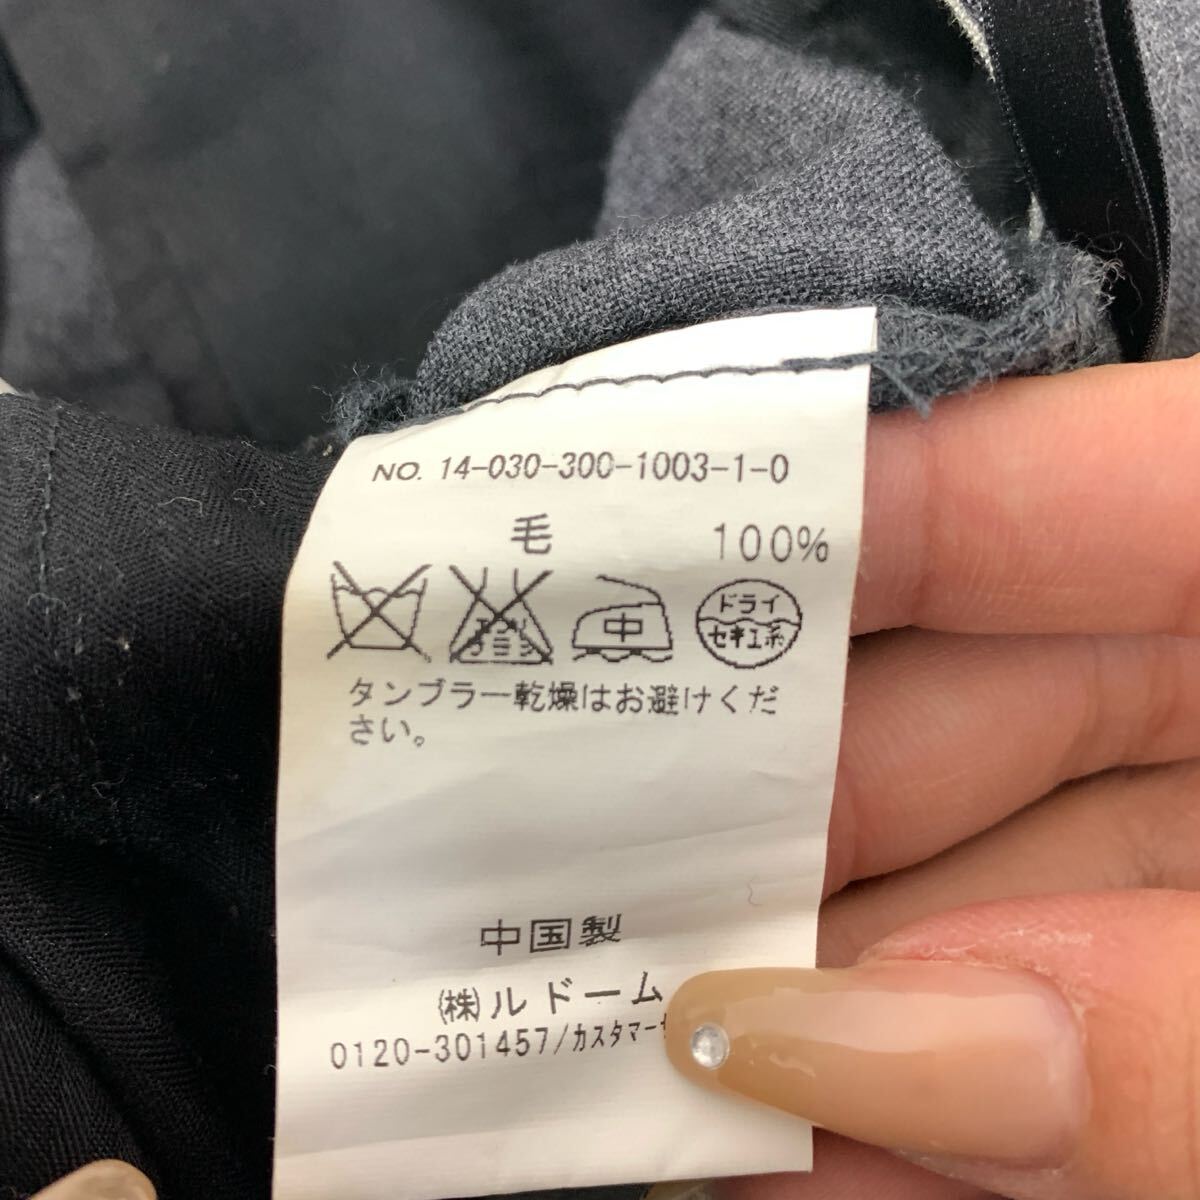 NO. 14-030-300-1003-1-0
毛 100%
中
ドライ
セキユ系
タンブラー乾燥はお避けくだ
さい。
中国製
(株)ルドーム
0120-301457/カスタマー